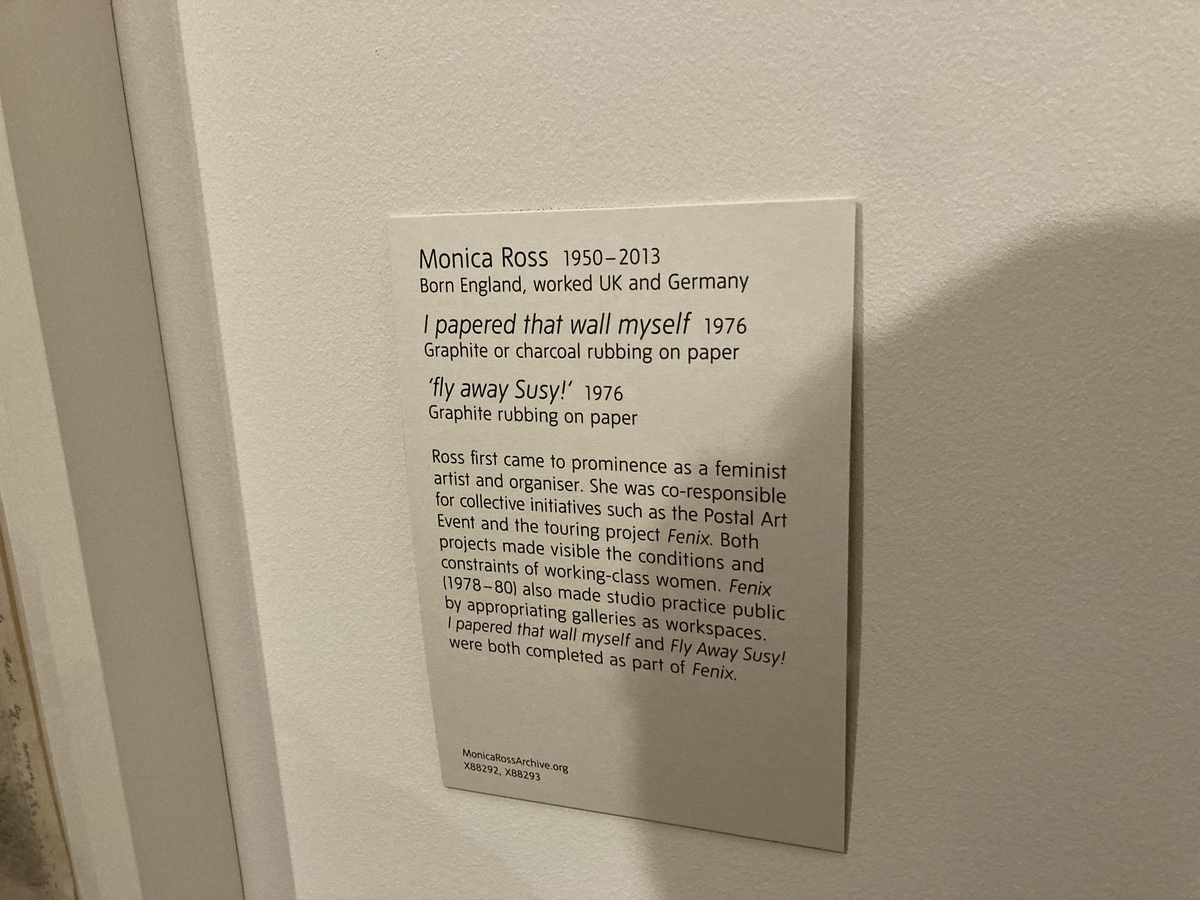 Monica Ross 1950–2013
Born England, worked UK and Germany
I papered that wall myself 1976
Graphite or charcoal rubbing on paper
'fly away Susy!' 1976
Graphite rubbing on paper
Ross first came to prominence as a feminist
artist and organiser. She was co-responsible
for collective initiatives such as the Postal Art
Event and the touring project Fenix. Both
projects made visible the conditions and
constraints of working-class women. Fenix
(1978–80) also made studio practice public
by appropriating galleries as workspaces.
I papered that wall myself and Fly Away Susy!
were both completed as part of Fenix.
MonicaRossArchive.org
X88292, X88293